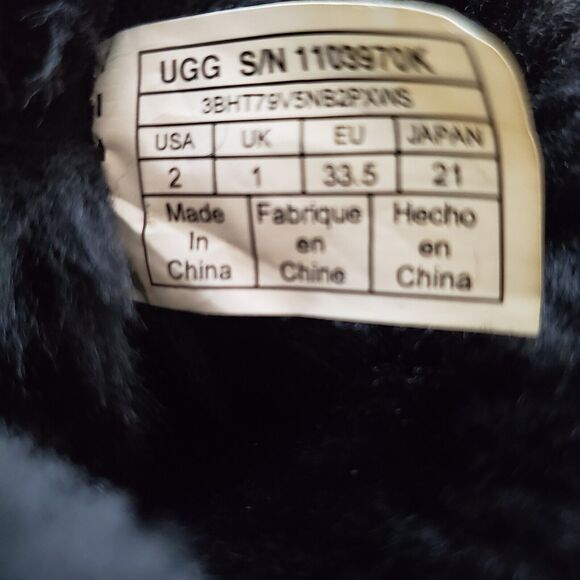 UGG S/N 1103970K
3BHT79V5NB2PXWS
USA UK EU JAPAN
2 1 33.5 21
Made Fabrique Hecho
In en en
China Chine China